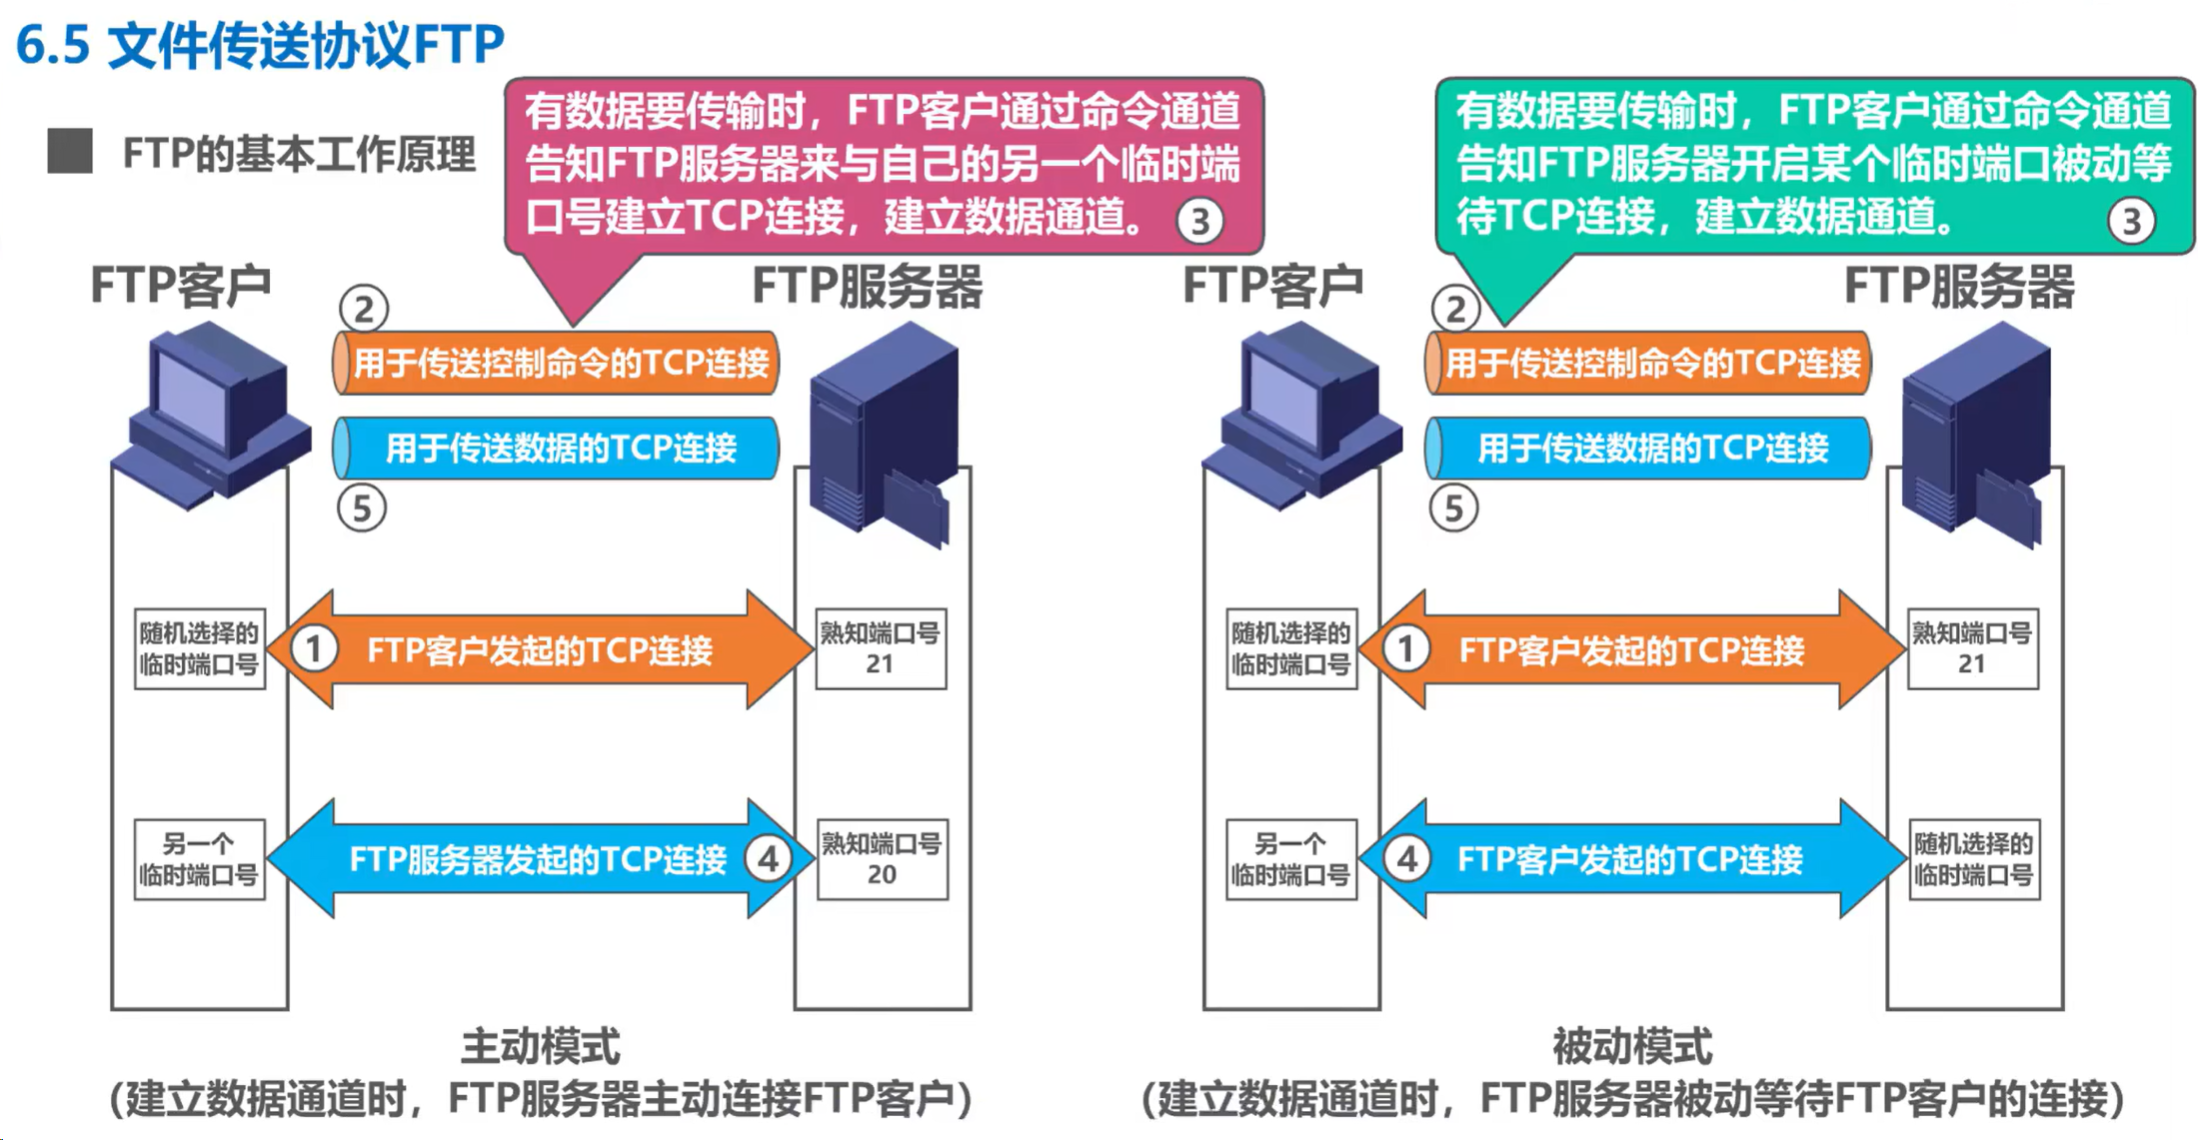 6.5 文件传送协议FTP
FTP的基本工作原理
有数据要传输时，FTP客户通过命令通道
告知FTP服务器来与自己的另一个临时端
口号建立TCP连接，建立数据通道。 ③
FTP客户
FTP服务器
②
用于传送控制命令的TCP连接
用于传送数据的TCP连接
⑤
随机选择的
临时端口号
① FTP客户发起的TCP连接
熟知端口号
21
另一个
临时端口号
FTP服务器发起的TCP连接 ④
熟知端口号
20
主动模式
（建立数据通道时，FTP服务器主动连接FTP客户）
有数据要传输时，FTP客户通过命令通道
告知FTP服务器开启某个临时端口被动等
待TCP连接，建立数据通道。 ③
FTP客户
FTP服务器
②
用于传送控制命令的TCP连接
用于传送数据的TCP连接
⑤
随机选择的
临时端口号
① FTP客户发起的TCP连接
熟知端口号
21
另一个
临时端口号
④ FTP客户发起的TCP连接
随机选择的
临时端口号
被动模式
（建立数据通道时，FTP服务器被动等待FTP客户的连接）